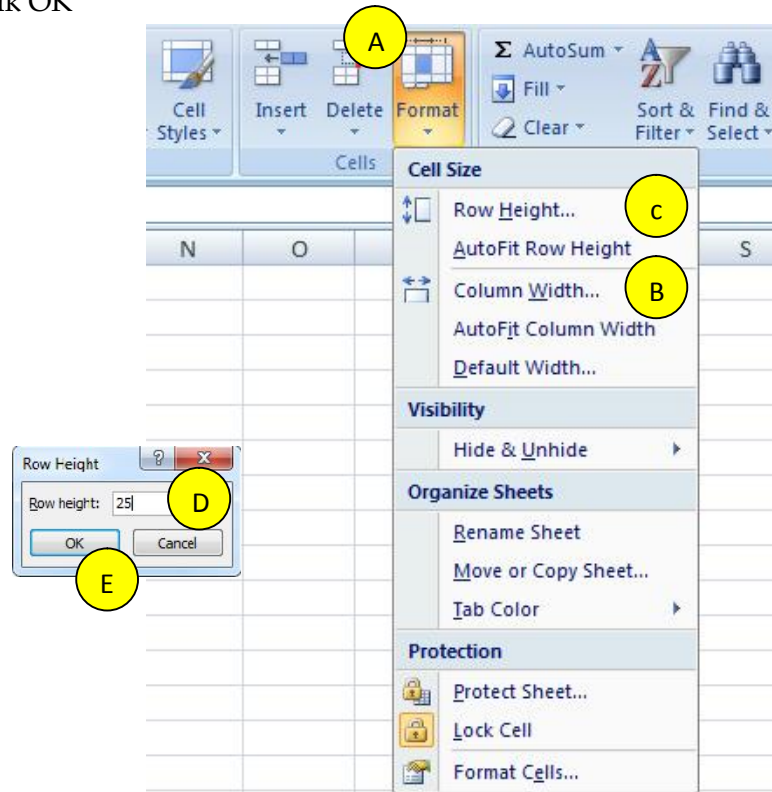 ik OK
A
Σ AutoSum
Fill
Clear
Cell Styles
Insert
Delete
Format
Sort & Filter
Find & Select
Cells
Cell Size
Row Height...
C
AutoFit Row Height
N
O
S
Column Width...
B
AutoFit Column Width
Default Width...
Visibility
Hide & Unhide
Organize Sheets
Rename Sheet
Move or Copy Sheet...
Tab Color
Protection
Protect Sheet...
Lock Cell
Format Cells...
Row Height
?
X
Row height: 25
D
OK
Cancel
E